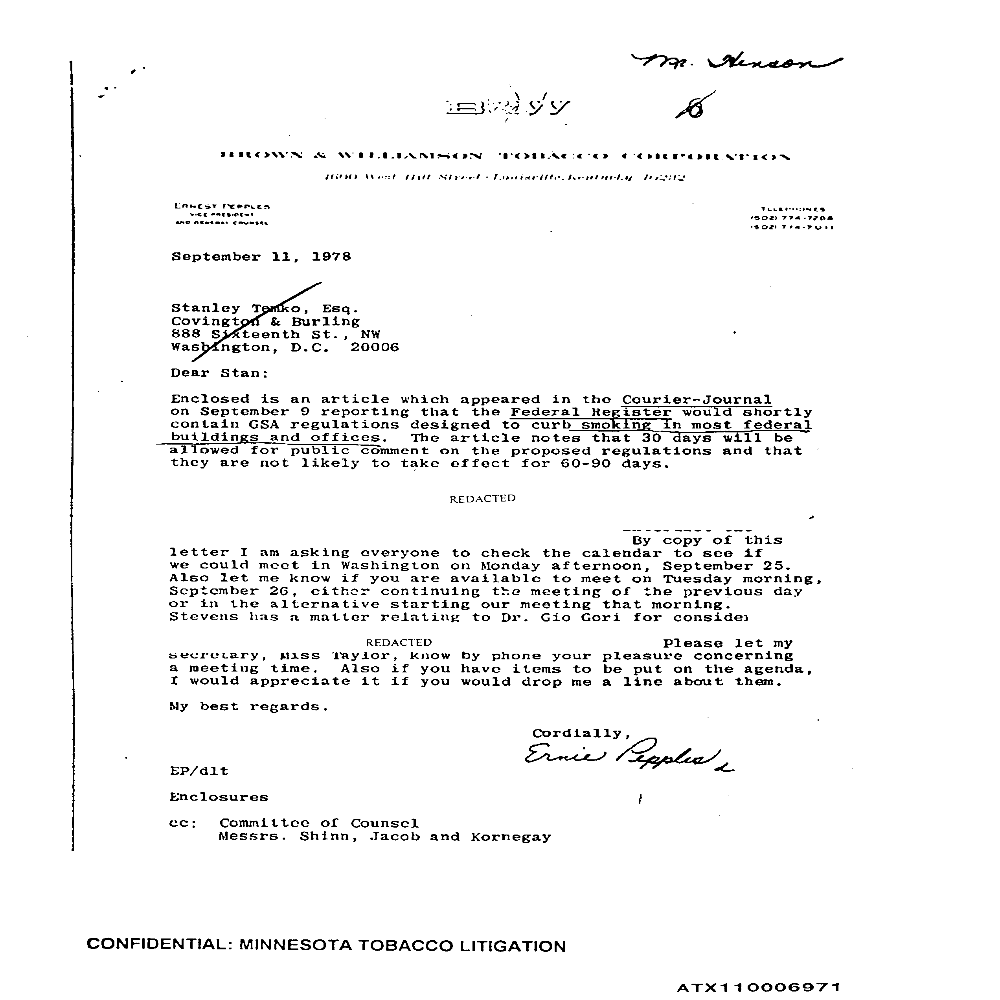 Mr. Hinson
BROWN & WILLIAMSON TOBACCO CORPORATION
1600 West Hill Street · Louisville, Kentucky 40232
ERNEST PEPPLES
VICE PRESIDENT
AND GENERAL COUNSEL
TELEPHONES
(502) 774-7011
September 11, 1978
Stanley Temko, Esq.
Covington & Burling
888 Sixteenth St., NW
Washington, D.C. 20006
Dear Stan:
Enclosed is an article which appeared in the Courier-Journal
on September 9 reporting that the Federal Register would shortly
contain GSA regulations designed to curb smoking in most federal
buildings and offices. The article notes that 30 days will be
allowed for public comment on the proposed regulations and that
they are not likely to take effect for 60-90 days.
REDACTED
By copy of this
letter I am asking everyone to check the calendar to see if
we could meet in Washington on Monday afternoon, September 25.
Also let me know if you are available to meet on Tuesday morning,
September 26, either continuing the meeting of the previous day
or in the alternative starting our meeting that morning.
Stevens has a matter relating to Dr. Gio Gori for consider
REDACTED Please let my
secretary, Miss Taylor, know by phone your pleasure concerning
a meeting time. Also if you have items to be put on the agenda,
I would appreciate it if you would drop me a line about them.
My best regards.
Cordially,
Ernie Pepples
EP/dlt
Enclosures
cc: Committee of Counsel
Messrs. Shinn, Jacob and Kornegay
CONFIDENTIAL: MINNESOTA TOBACCO LITIGATION
ATX110006971